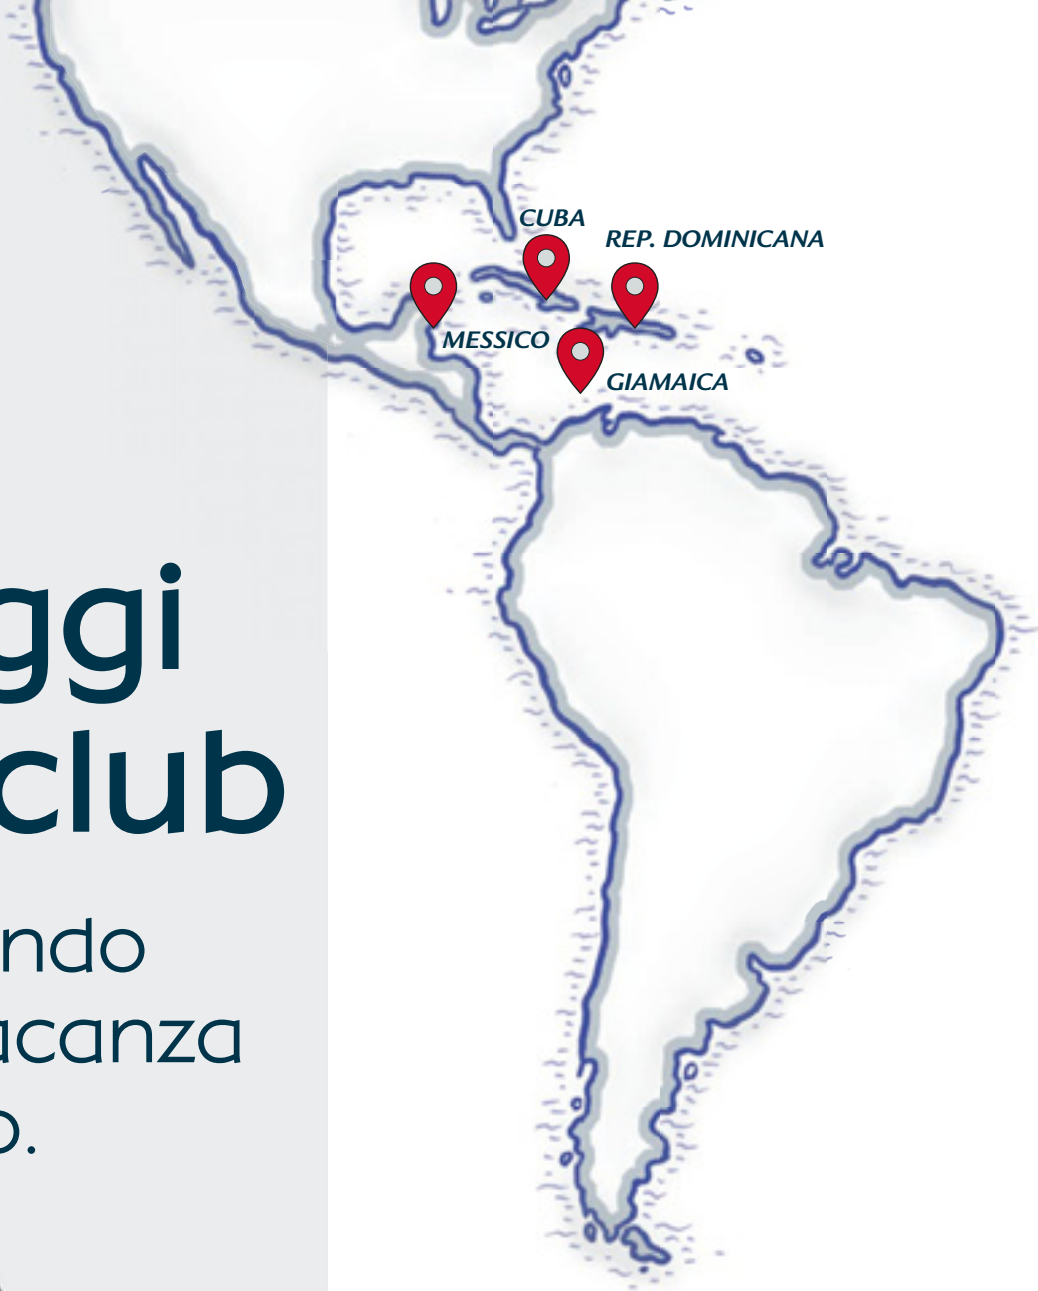 CUBA
REP. DOMINICANA
MESSICO
GIAMAICA
ggi
club
ndo
acanza
o.